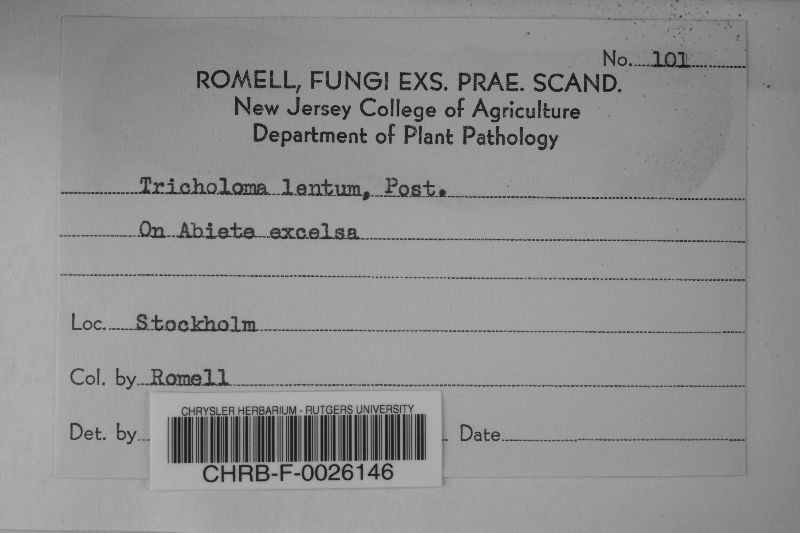 No. 101
ROMELL, FUNGI EXS. PRAE. SCAND.
New Jersey College of Agriculture
Department of Plant Pathology
Tricholoma lentum, Post.
On Abiete excelsa
Loc. Stockholm
Col. by Romell
Det. by Date
CHRYSLER HERBARIUM - RUTGERS UNIVERSITY
CHRB-F-0026146